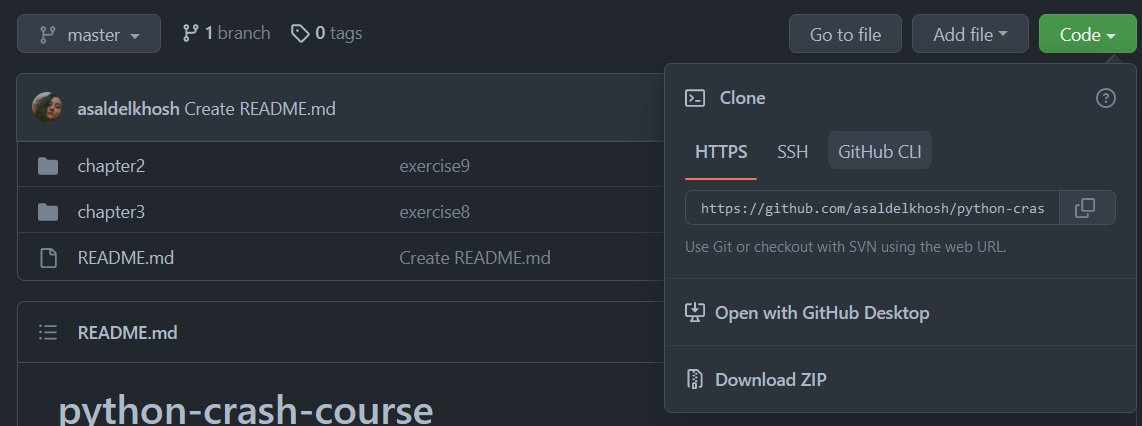 master 1 branch 0 tags Go to file Add file Code
asaldelkhosh Create README.md
chapter2 exercise9
chapter3 exercise8
README.md Create README.md
README.md
python-crash-course
Clone
HTTPS SSH GitHub CLI
https://github.com/asaldelkhosh/python-cras
Use Git or checkout with SVN using the web URL.
Open with GitHub Desktop
Download ZIP